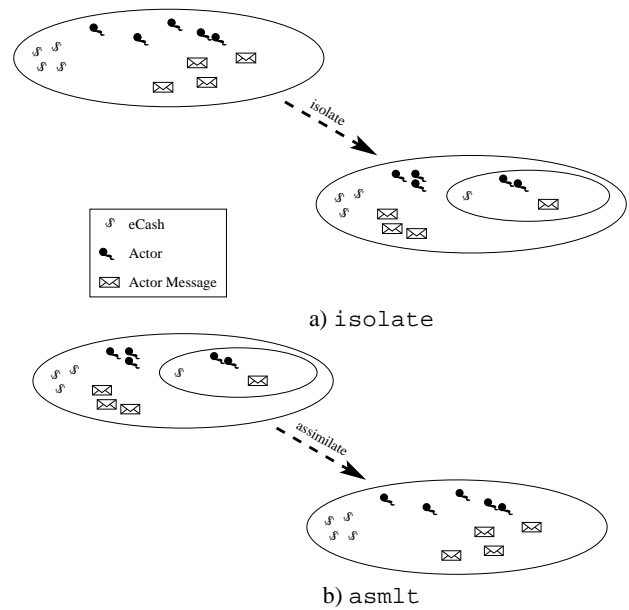 isolate
eCash
Actor
Actor Message
a) isolate
assimilate
b) asmlt